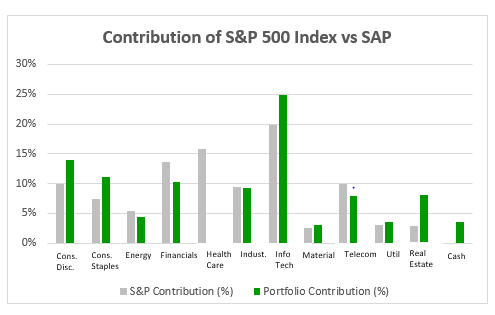 Contribution of S&P 500 Index vs SAP
30%
25%
20%
15%
10%
5%
0%
Cons. Disc.
Cons. Staples
Energy
Financials
Health Care
Indust.
Info Tech
Material
Telecom
Util
Real Estate
Cash
*
S&P Contribution (%)
Portfolio Contribution (%)